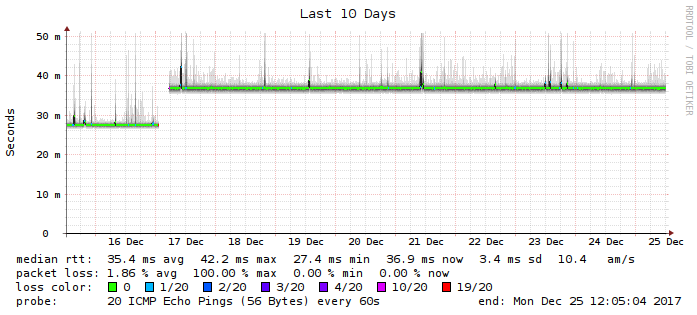 Last 10 Days
RRDTOOL / TOBI OETIKER
Seconds
50 m
40 m
30 m
20 m
10 m
0
16 Dec 17 Dec 18 Dec 19 Dec 20 Dec 21 Dec 22 Dec 23 Dec 24 Dec 25 Dec
median rtt: 35.4 ms avg 42.2 ms max 27.4 ms min 36.9 ms now 3.4 ms sd 10.4 am/s
packet loss: 1.86 % avg 100.00 % max 0.00 % min 0.00 % now
loss color: 0 1/20 2/20 3/20 4/20 10/20 19/20
probe: 20 ICMP Echo Pings (56 Bytes) every 60s end: Mon Dec 25 12:05:04 2017